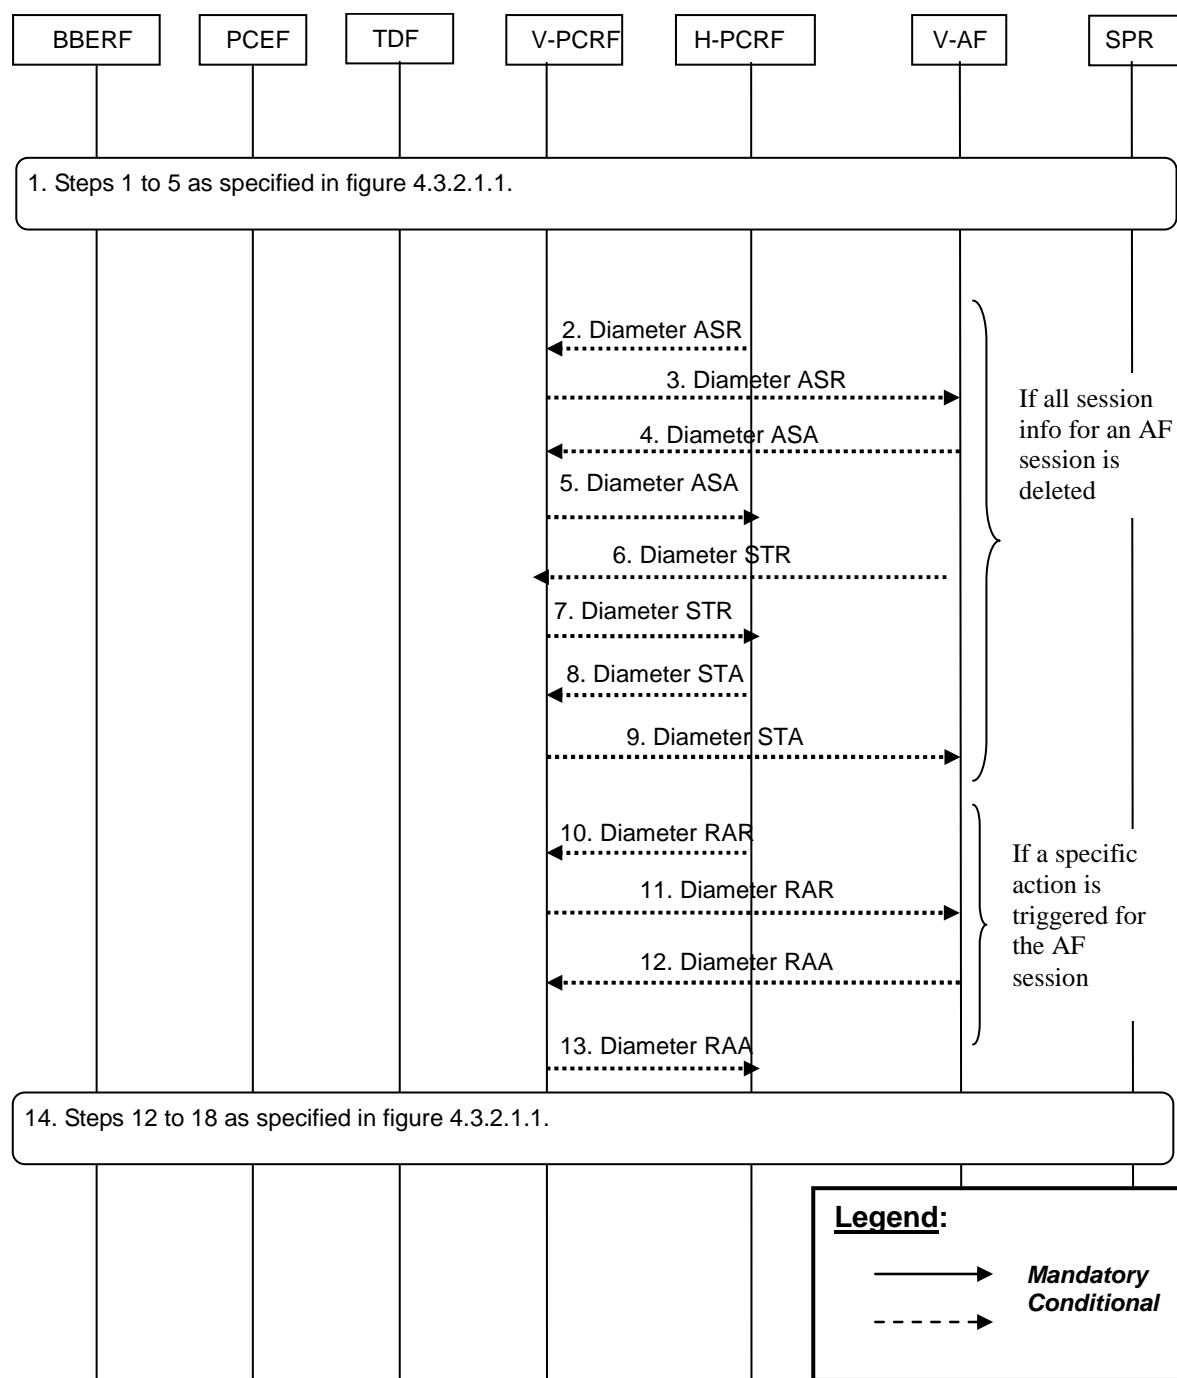 BBERF PCEF TDF V-PCRF H-PCRF V-AF SPR
1. Steps 1 to 5 as specified in figure 4.3.2.1.1.
2. Diameter ASR
3. Diameter ASR
4. Diameter ASA
5. Diameter ASA
6. Diameter STR
7. Diameter STR
8. Diameter STA
9. Diameter STA
If all session
info for an AF
session is
deleted
10. Diameter RAR
11. Diameter RAR
12. Diameter RAA
13. Diameter RAA
If a specific
action is
triggered for
the AF
session
14. Steps 12 to 18 as specified in figure 4.3.2.1.1.
Legend:
Mandatory
Conditional